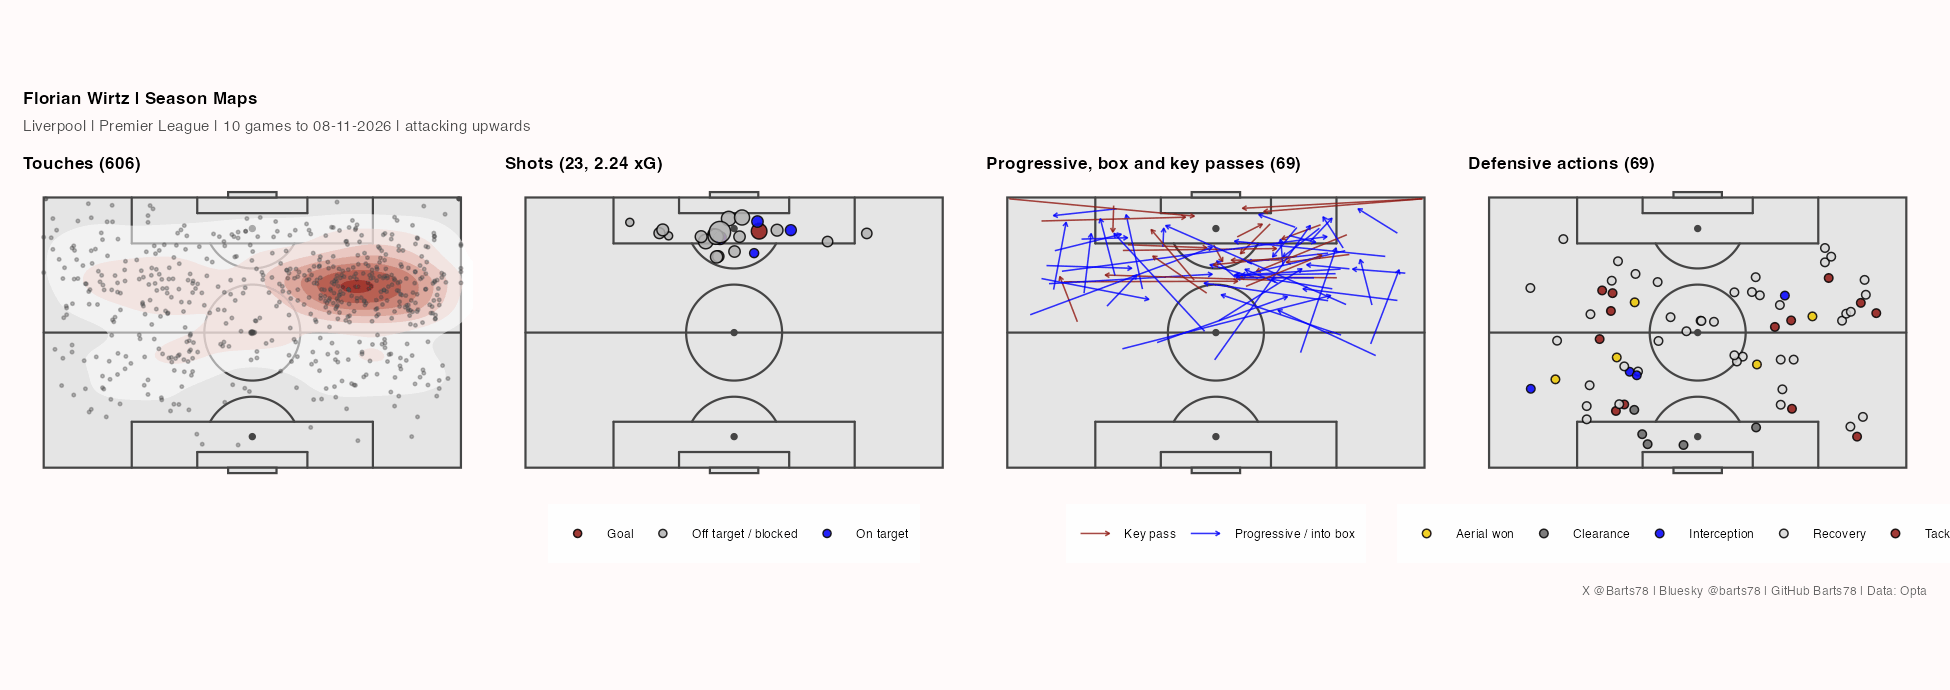 Florian Wirtz | Season Maps
Liverpool | Premier League | 10 games to 08-11-2026 | attacking upwards
Touches (606)
Shots (23, 2.24 xG)
Progressive, box and key passes (69)
Defensive actions (69)
Goal
Off target / blocked
On target
Key pass
Progressive / into box
Aerial won
Clearance
Interception
Recovery
Tack
X @Barts78 | Bluesky @barts78 | GitHub Barts78 | Data: Opta